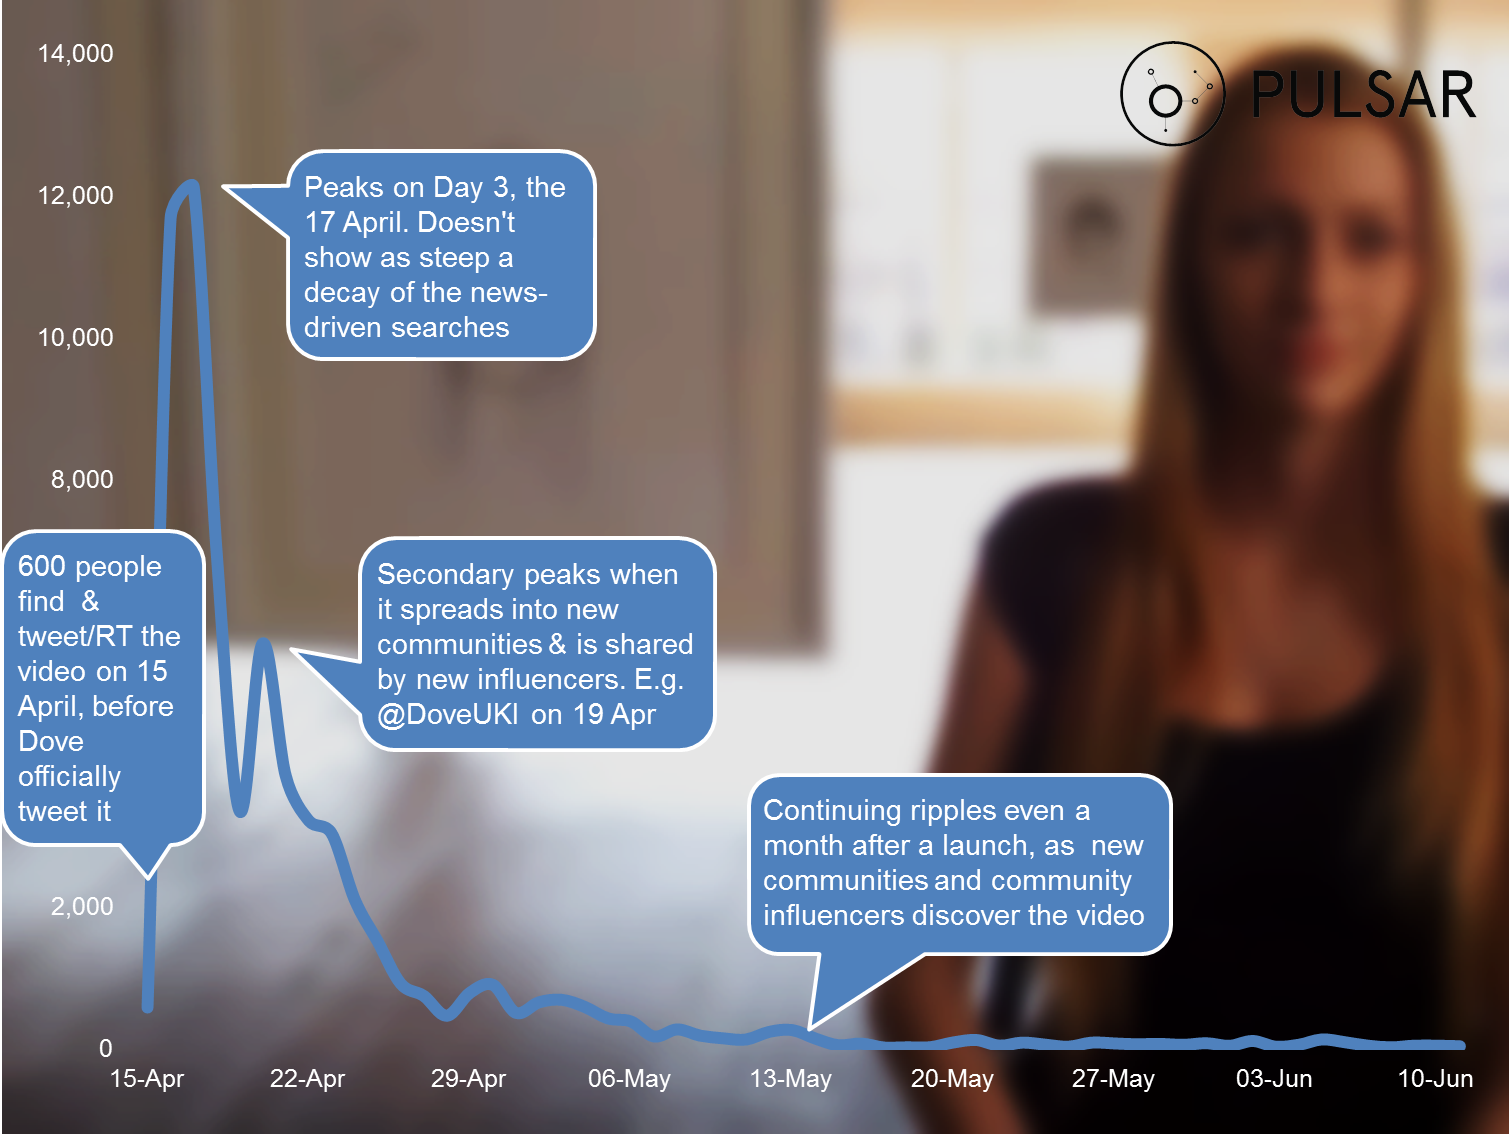 14,000
PULSAR
12,000
Peaks on Day 3, the
17 April. Doesn't
show as steep a
decay of the news-
driven searches
10,000
8,000
600 people
find & 
tweet/RT the
video on 15
April, before
Dove
officially
tweet it
Secondary peaks when
it spreads into new
communities & is shared
by new influencers. E.g.
@DoveUKI on 19 Apr
Continuing ripples even a
month after a launch, as new
communities and community
influencers discover the video
2,000
0
15-Apr 22-Apr 29-Apr 06-May 13-May 20-May 27-May 03-Jun 10-Jun